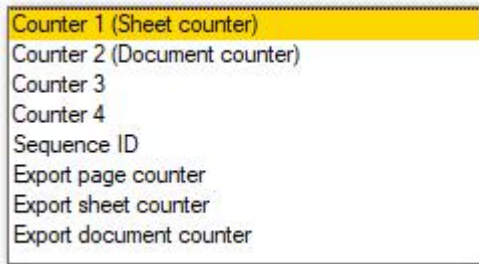 Counter 1 (Sheet counter)
Counter 2 (Document counter)
Counter 3
Counter 4
Sequence ID
Export page counter
Export sheet counter
Export document counter